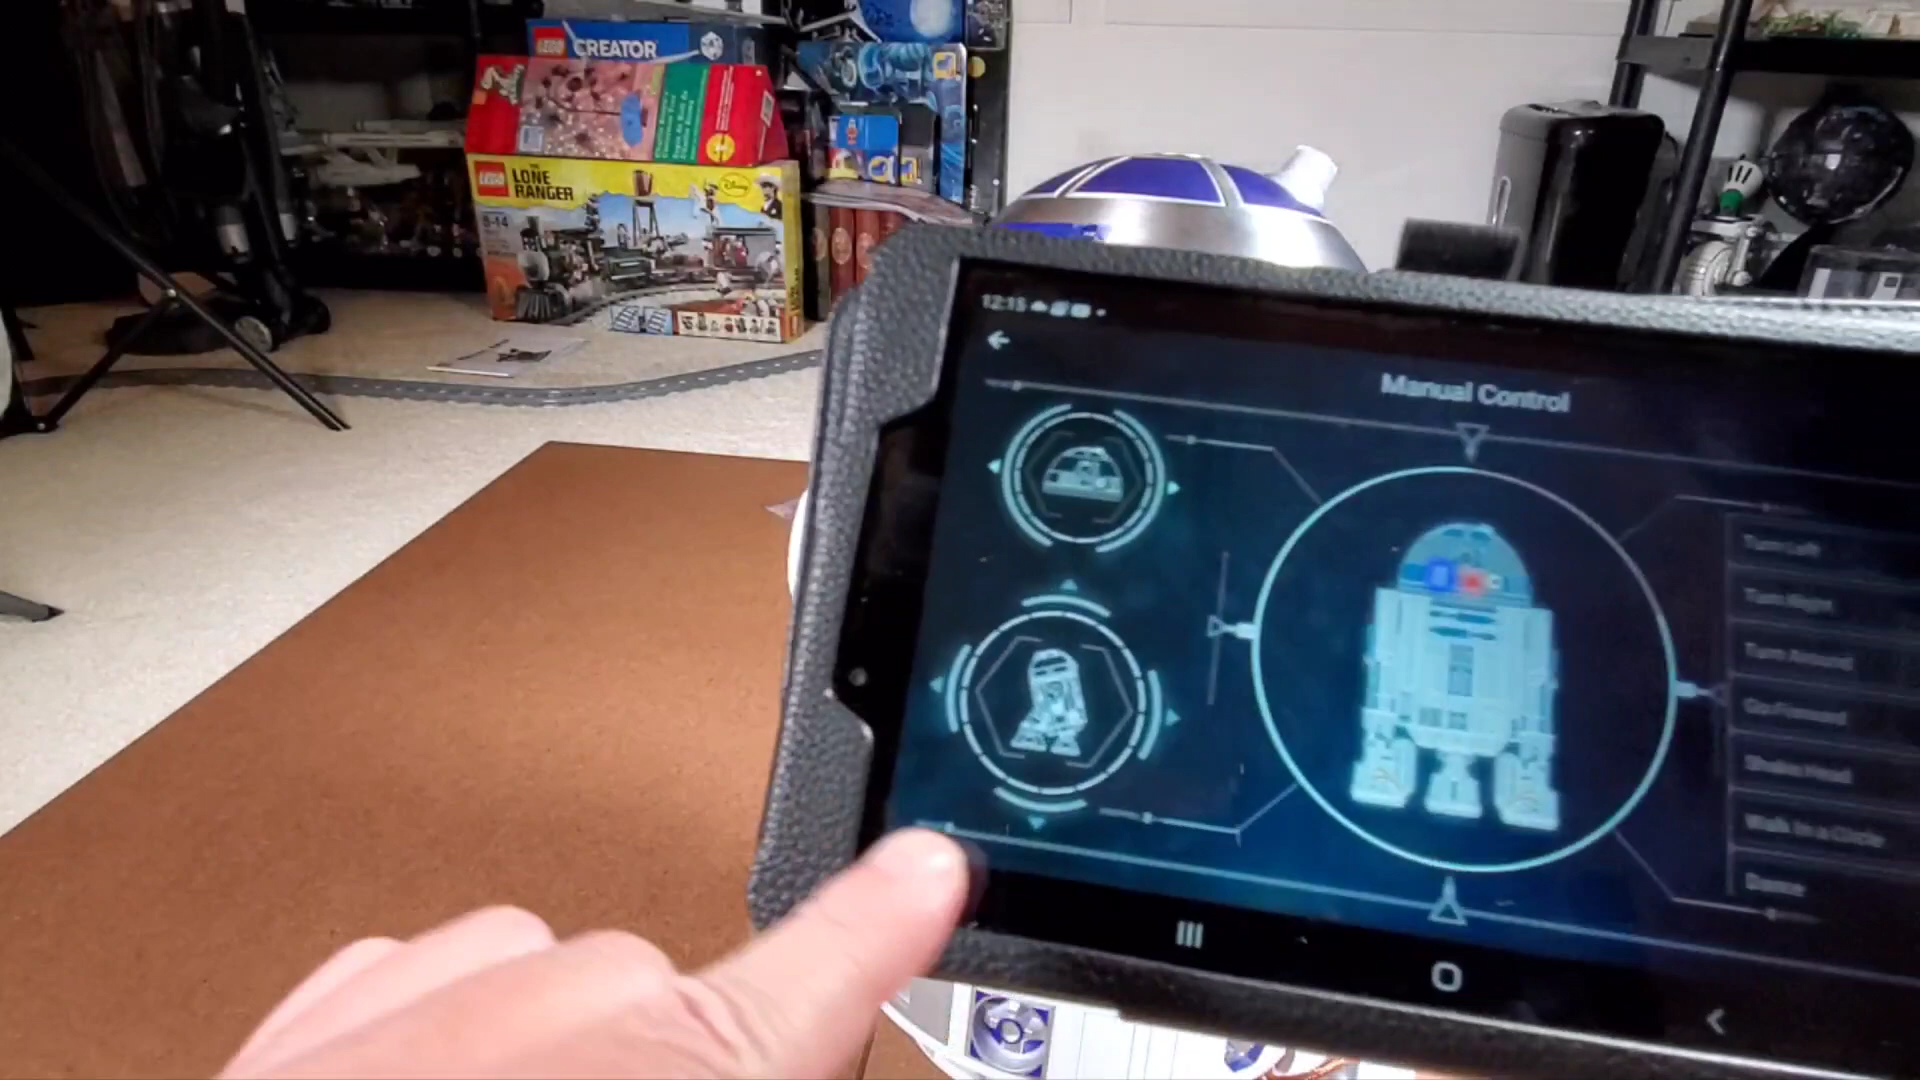 LEGO CREATOR
LEGO THE LONE RANGER
Disney
8-14
12:15
Manual Control
Turn Left
Turn Right
Turn Around
Go Forward
Shake Head
Walk in a Circle
Dance